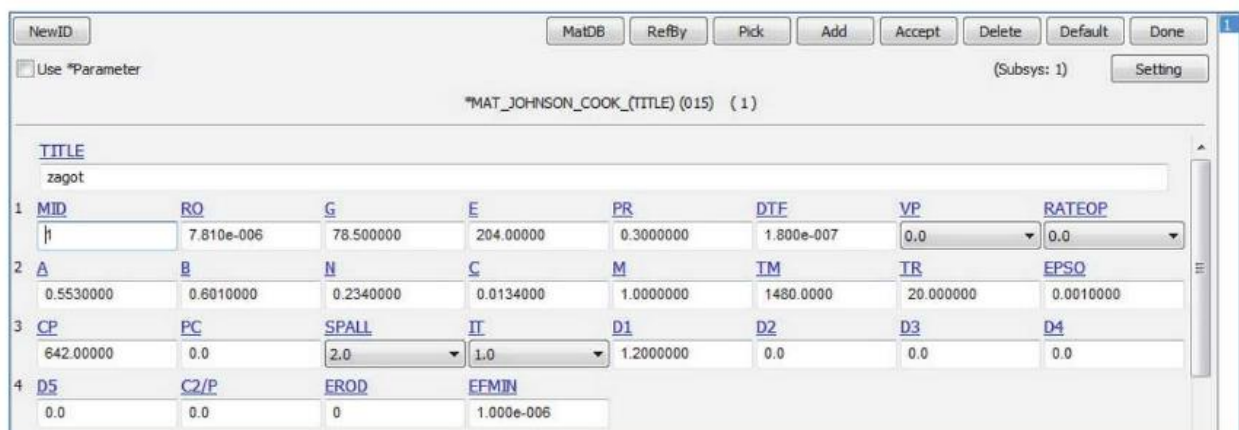 NewID MatDB RefBy Pick Add Accept Delete Default Done 1
Use *Parameter (Subsys: 1) Setting
*MAT_JOHNSON_COOK_(TITLE) (015) (1)
TITLE
zagot
1 MID RO G E PR DTF VP RATEOP
1 7.810e-006 78.500000 204.00000 0.3000000 1.800e-007 0.0 0.0
2 A B N C M TM TR EPSO
0.5530000 0.6010000 0.2340000 0.0134000 1.0000000 1480.0000 20.000000 0.0010000
3 CP PC SPALL IT D1 D2 D3 D4
642.00000 0.0 2.0 1.0 1.2000000 0.0 0.0 0.0
4 D5 C2/P EROD EFMIN
0.0 0.0 0 1.000e-006